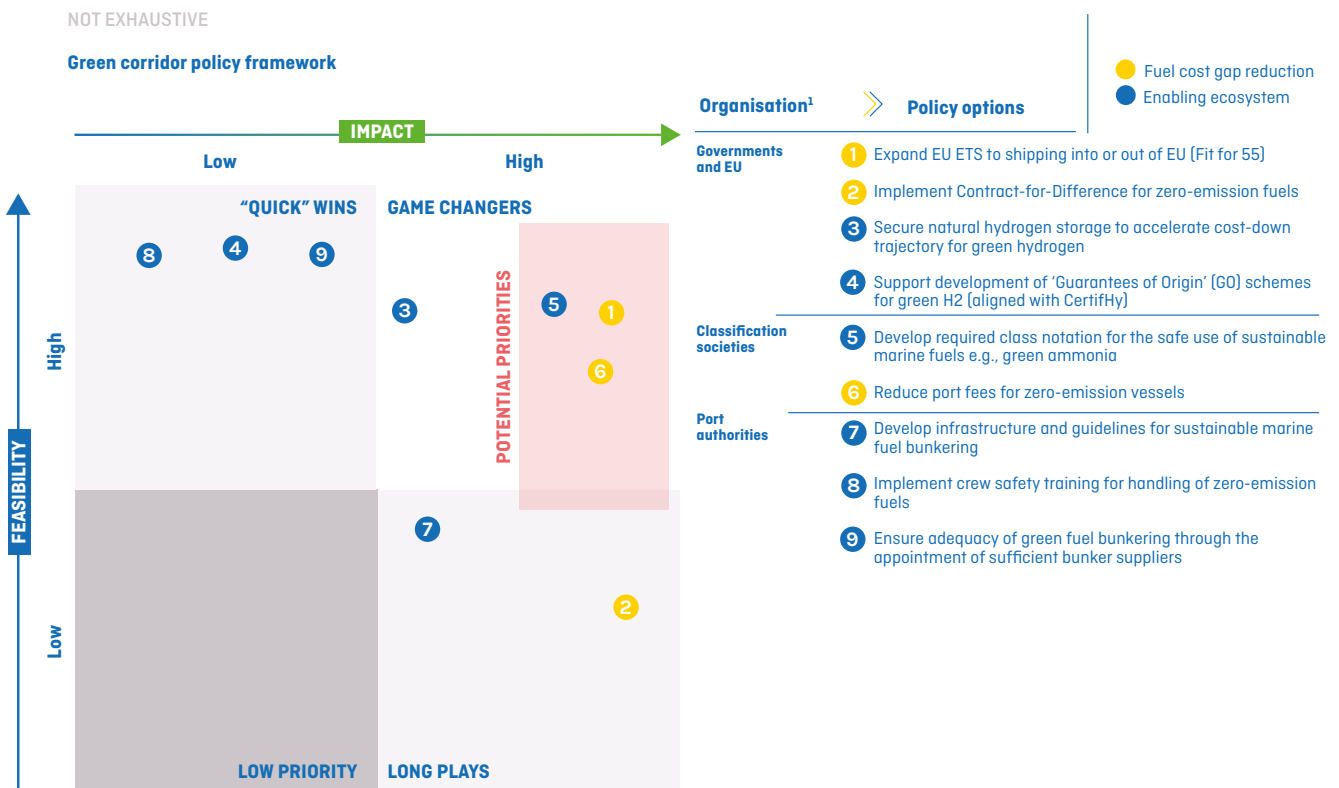 NOT EXHAUSTIVE
Green corridor policy framework
Fuel cost gap reduction
Enabling ecosystem
Organisation1
Policy options
IMPACT
Low
High
FEASIBILITY
High
Low
“QUICK” WINS
GAME CHANGERS
8
4
9
3
POTENTIAL PRIORITIES
5
1
6
7
2
LOW PRIORITY
LONG PLAYS
Governments
and EU
1 Expand EU ETS to shipping into or out of EU (Fit for 55)
2 Implement Contract-for-Difference for zero-emission fuels
3 Secure natural hydrogen storage to accelerate cost-down
trajectory for green hydrogen
4 Support development of ‘Guarantees of Origin’ (GO) schemes
for green H2 (aligned with CertifHy)
Classification
societies
5 Develop required class notation for the safe use of sustainable
marine fuels e.g., green ammonia
6 Reduce port fees for zero-emission vessels
Port
authorities
7 Develop infrastructure and guidelines for sustainable marine
fuel bunkering
8 Implement crew safety training for handling of zero-emission
fuels
9 Ensure adequacy of green fuel bunkering through the
appointment of sufficient bunker suppliers